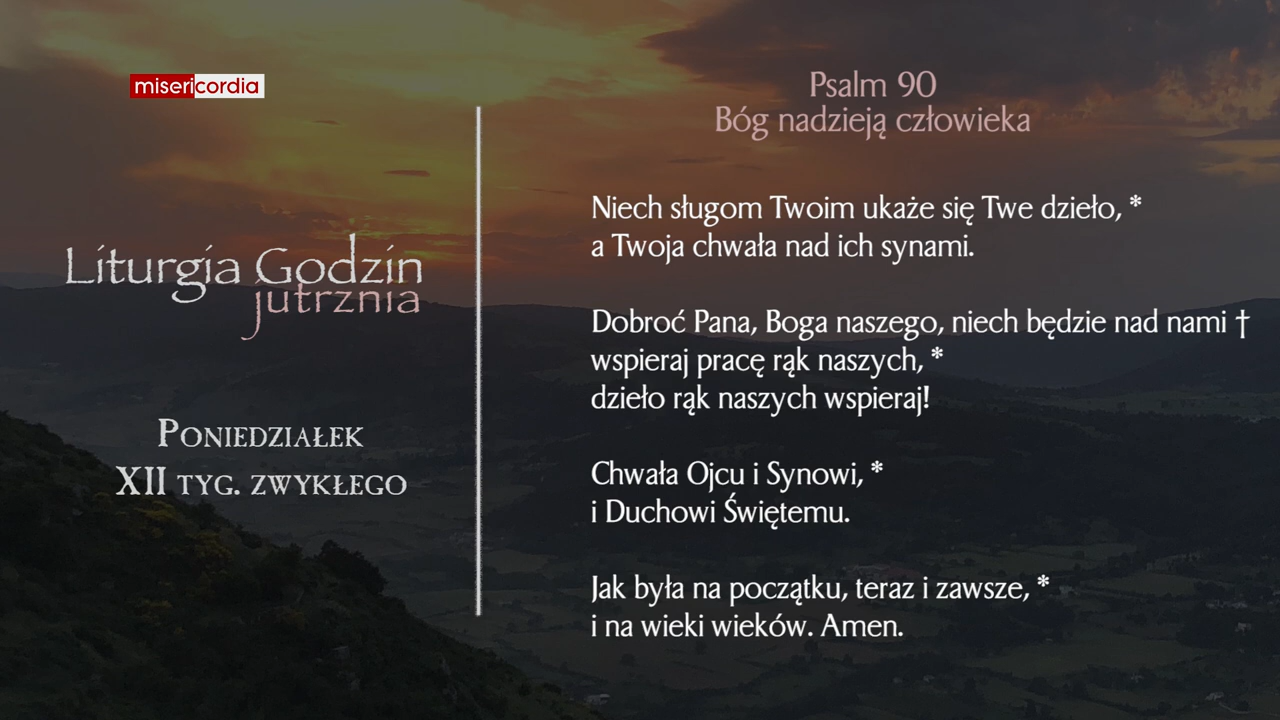 misericordia
Liturgia Godzin
jutrznia
Poniedziałek
XII tyg. zwykłego
Psalm 90
Bóg nadzieją człowieka
Niech sługom Twoim ukaże się Twe dzieło, *
a Twoja chwała nad ich synami.
Dobroć Pana, Boga naszego, niech będzie nad nami †
wspieraj pracę rąk naszych, *
dzieło rąk naszych wspieraj!
Chwała Ojcu i Synowi, *
i Duchowi Świętemu.
Jak była na początku, teraz i zawsze, *
i na wieki wieków. Amen.